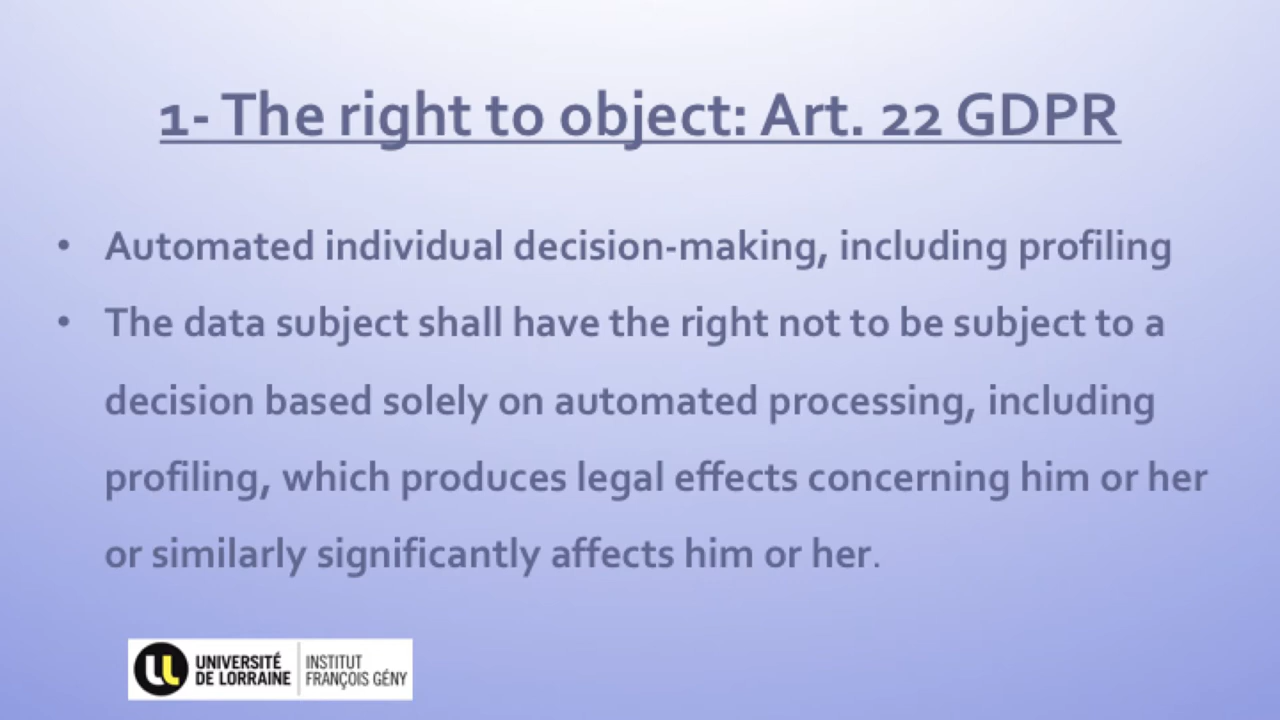 1- The right to object: Art. 22 GDPR
• Automated individual decision-making, including profiling
• The data subject shall have the right not to be subject to a
decision based solely on automated processing, including
profiling, which produces legal effects concerning him or her
or similarly significantly affects him or her.
UNIVERSITÉ
DE LORRAINE
INSTITUT
FRANÇOIS GÉNY